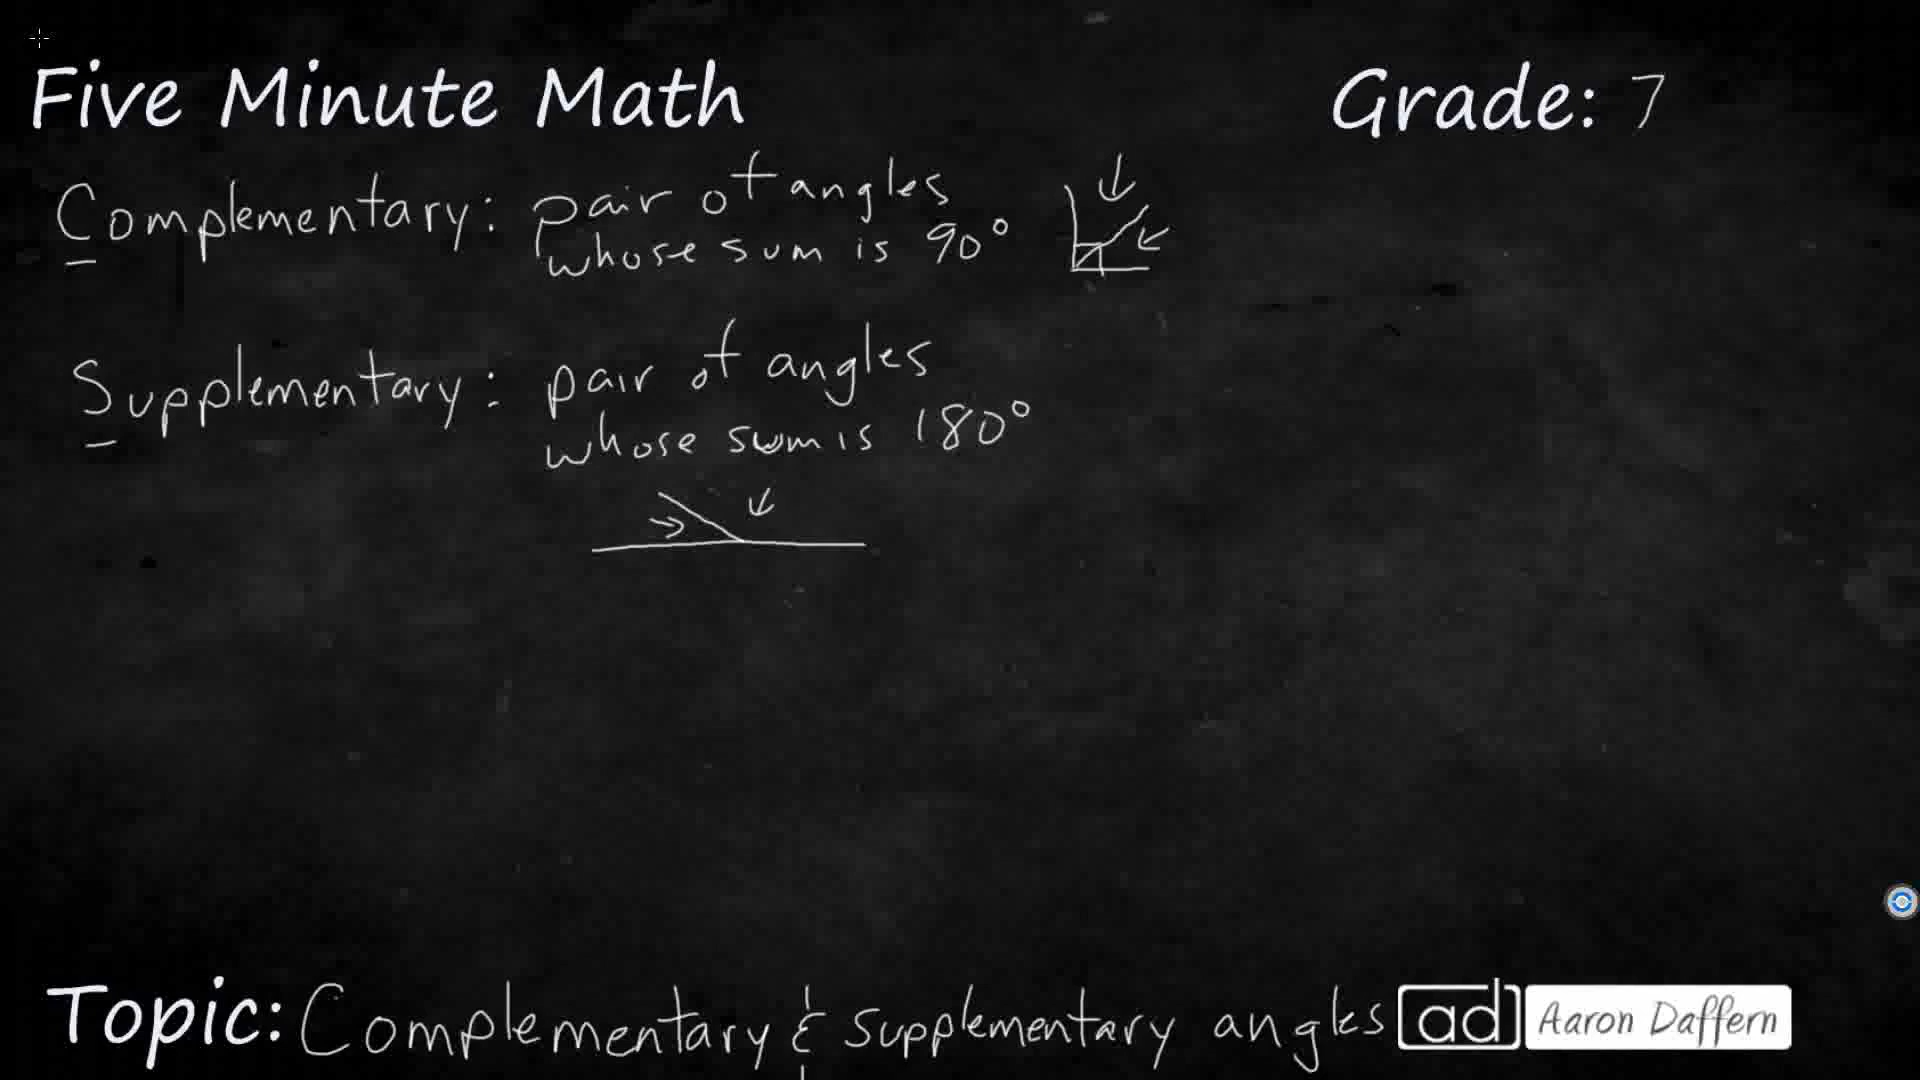 Five Minute Math
Grade: 7
Complementary: pair of angles
whose sum is 90°
Supplementary: pair of angles
whose sum is 180°
Topic: Complementary & supplementary angles
ad Aaron Daffern